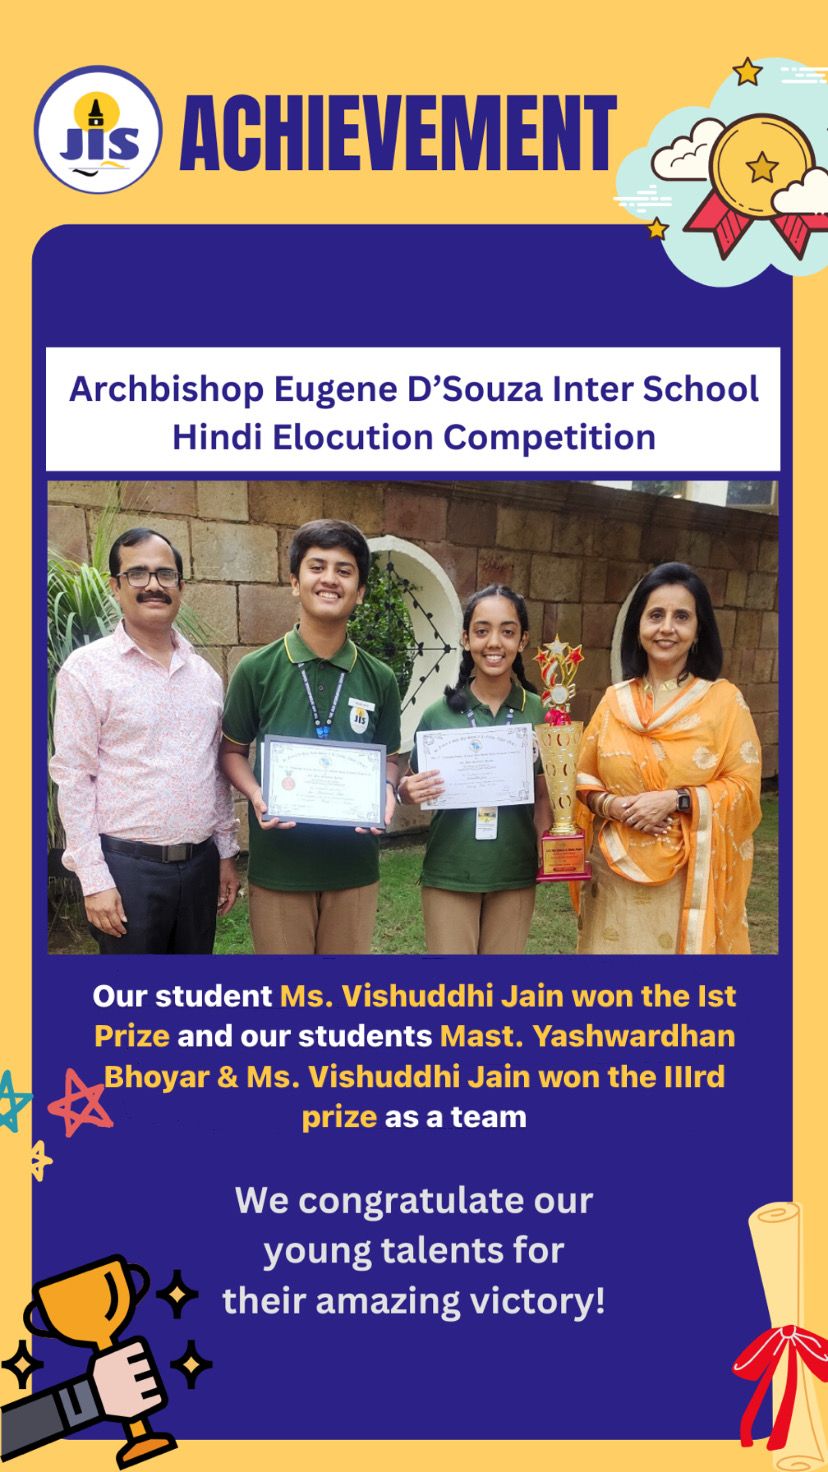 JIS
ACHIEVEMENT
Archbishop Eugene D’Souza Inter School
Hindi Elocution Competition
JIS
Our student Ms. Vishuddhi Jain won the Ist
Prize and our students Mast. Yashwardhan
Bhoyar & Ms. Vishuddhi Jain won the IIIrd
prize as a team
We congratulate our
young talents for
their amazing victory!